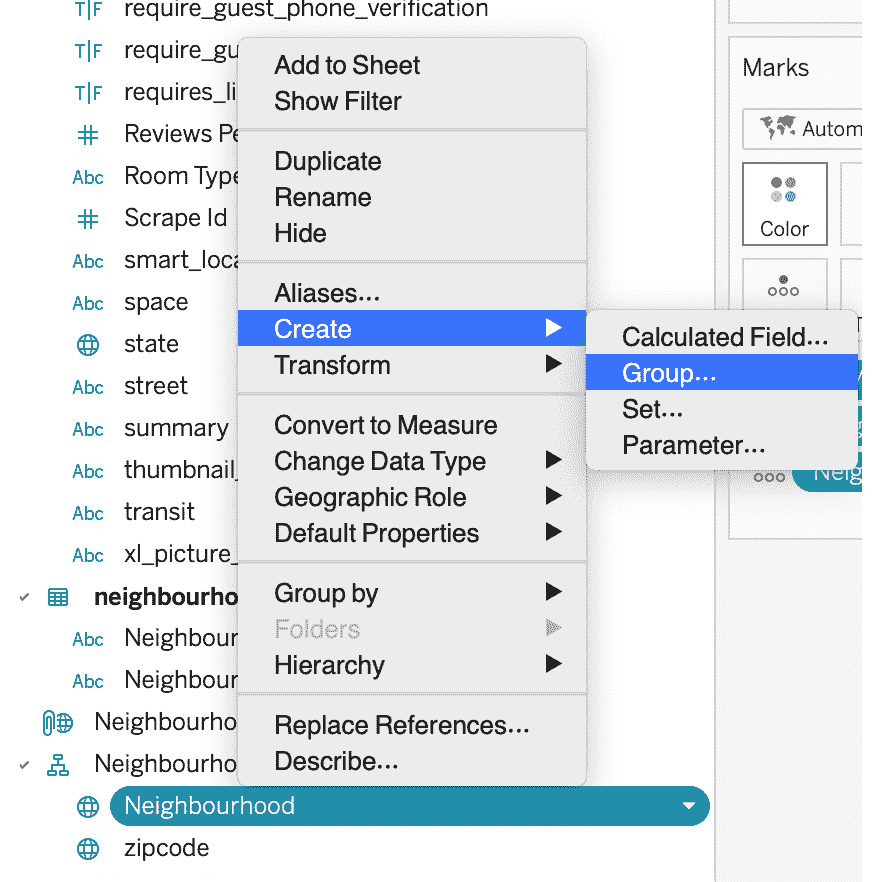 T|F require_guest_phone_verification
T|F require_gu
T|F requires_li
# Reviews Pe
Abc Room Type
# Scrape Id
Abc smart_loca
Abc space
state
Abc street
Abc summary
Abc thumbnail_
Abc transit
Abc xl_picture_
neighbourho
Abc Neighbour
Abc Neighbour
Neighbourho
Neighbourho
Neighbourhood
zipcode
Add to Sheet
Show Filter
Duplicate
Rename
Hide
Aliases...
Create
Transform
Convert to Measure
Change Data Type
Geographic Role
Default Properties
Group by
Folders
Hierarchy
Replace References...
Describe...
Calculated Field...
Group...
Set...
Parameter...
Marks
Autom
Color
Neig